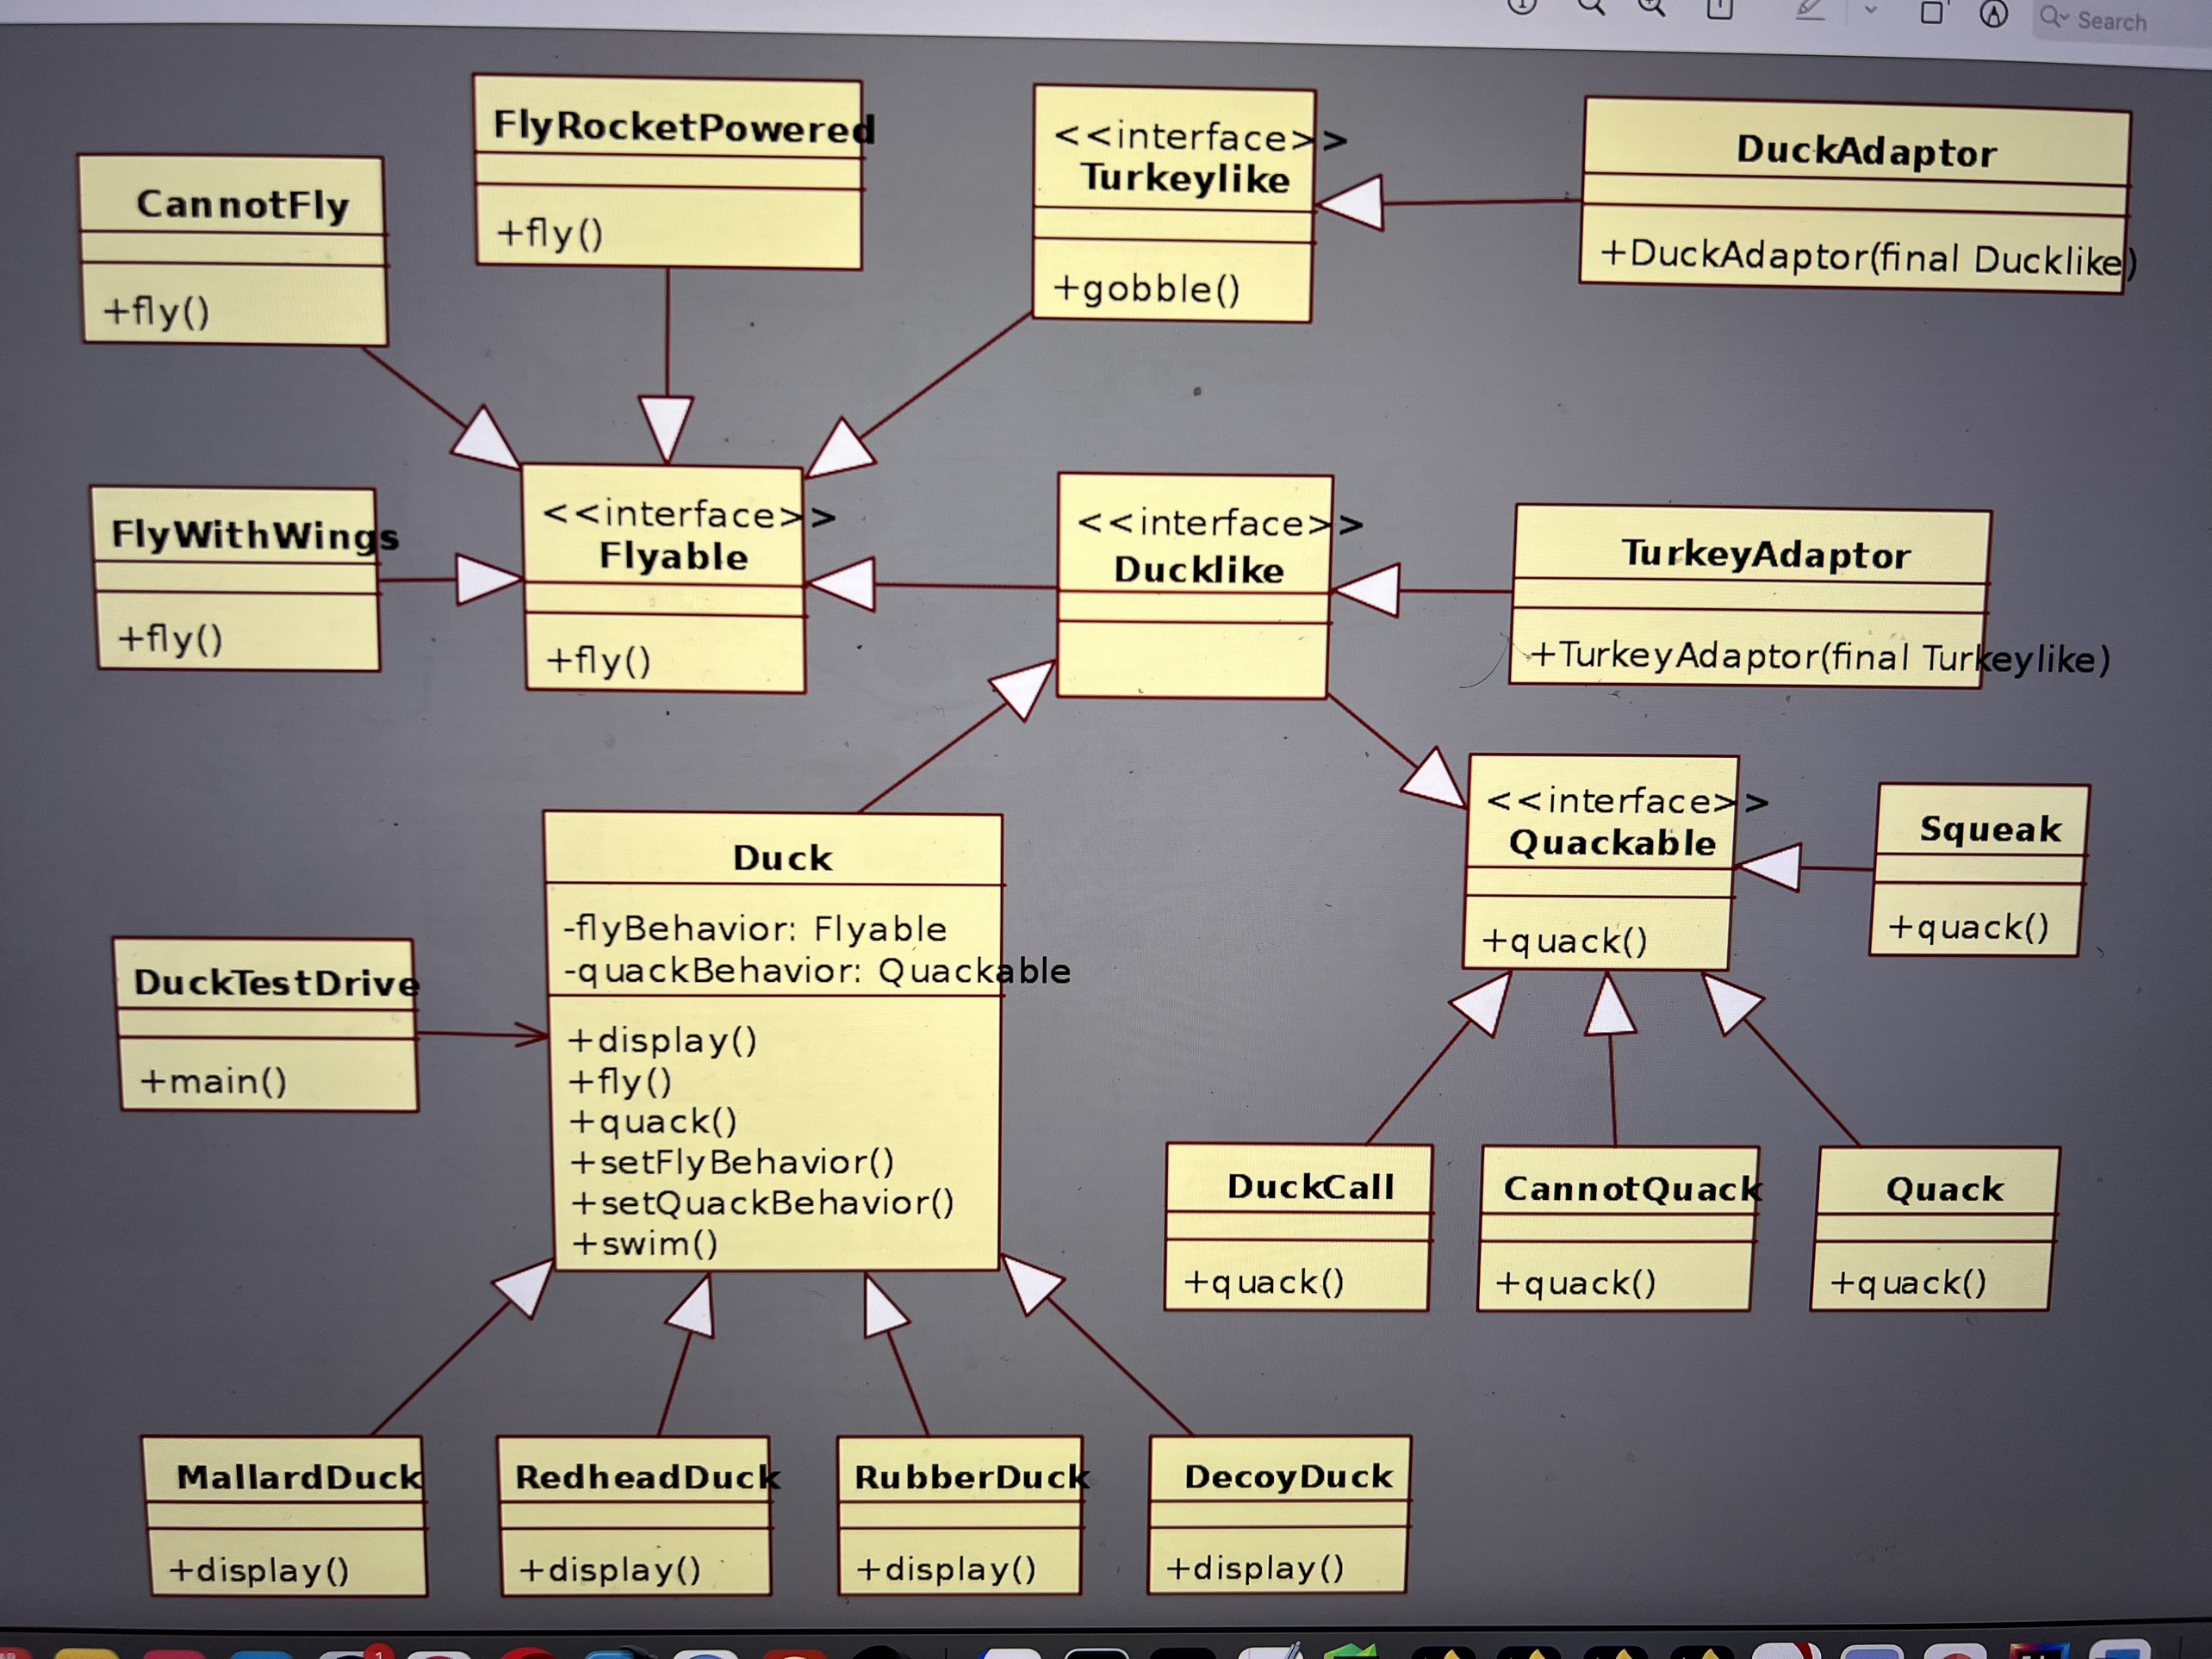 Search
FlyRocketPowered
+fly()
<<interface>>
Turkeylike
+gobble()
DuckAdaptor
+DuckAdaptor(final Ducklike)
CannotFly
+fly()
FlyWithWings
+fly()
<<interface>>
Flyable
+fly()
<<interface>>
Ducklike
TurkeyAdaptor
+TurkeyAdaptor(final Turkeylike)
<<interface>>
Quackable
+quack()
Squeak
+quack()
Duck
-flyBehavior: Flyable
-quackBehavior: Quackable
+display()
+fly()
+quack()
+setFlyBehavior()
+setQuackBehavior()
+swim()
DuckTestDrive
+main()
DuckCall
+quack()
CannotQuack
+quack()
Quack
+quack()
MallardDuck
+display()
RedheadDuck
+display()
RubberDuck
+display()
DecoyDuck
+display()
1